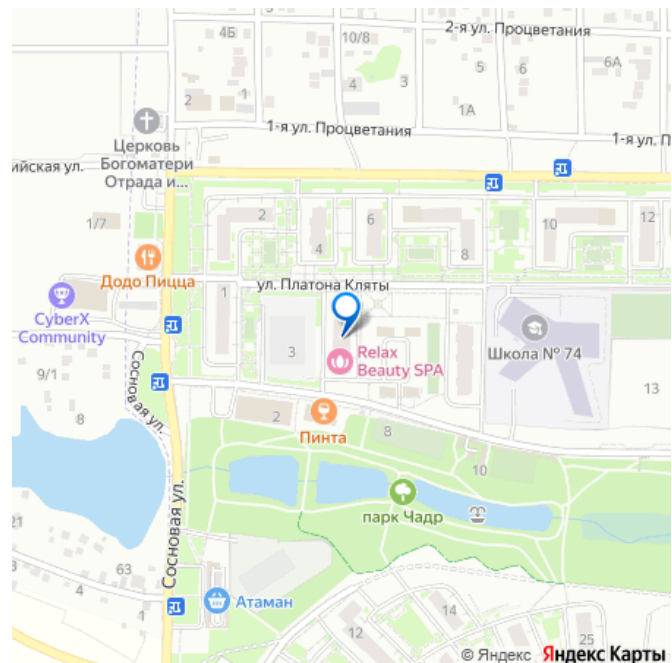 2-я ул. Процветания
4Б
10/8
3
5
6А
6
4
2
1
1А
1-я ул. Процветания
1-я ул. П
Церковь
Богоматери
Отрада и...
ийская ул.
1/7
2
4
6
8
10
12
Додо Пицца
ул. Платона Кляты
CyberX
Community
1
3
Relax
Beauty SPA
Школа № 74
13
9/1
8
Сосновая ул.
2
Пинта
8
10
парк Чадр
21
63
4
1
Сосновая ул.
Атаман
12
14
25
© Яндекс Яндекс Карты